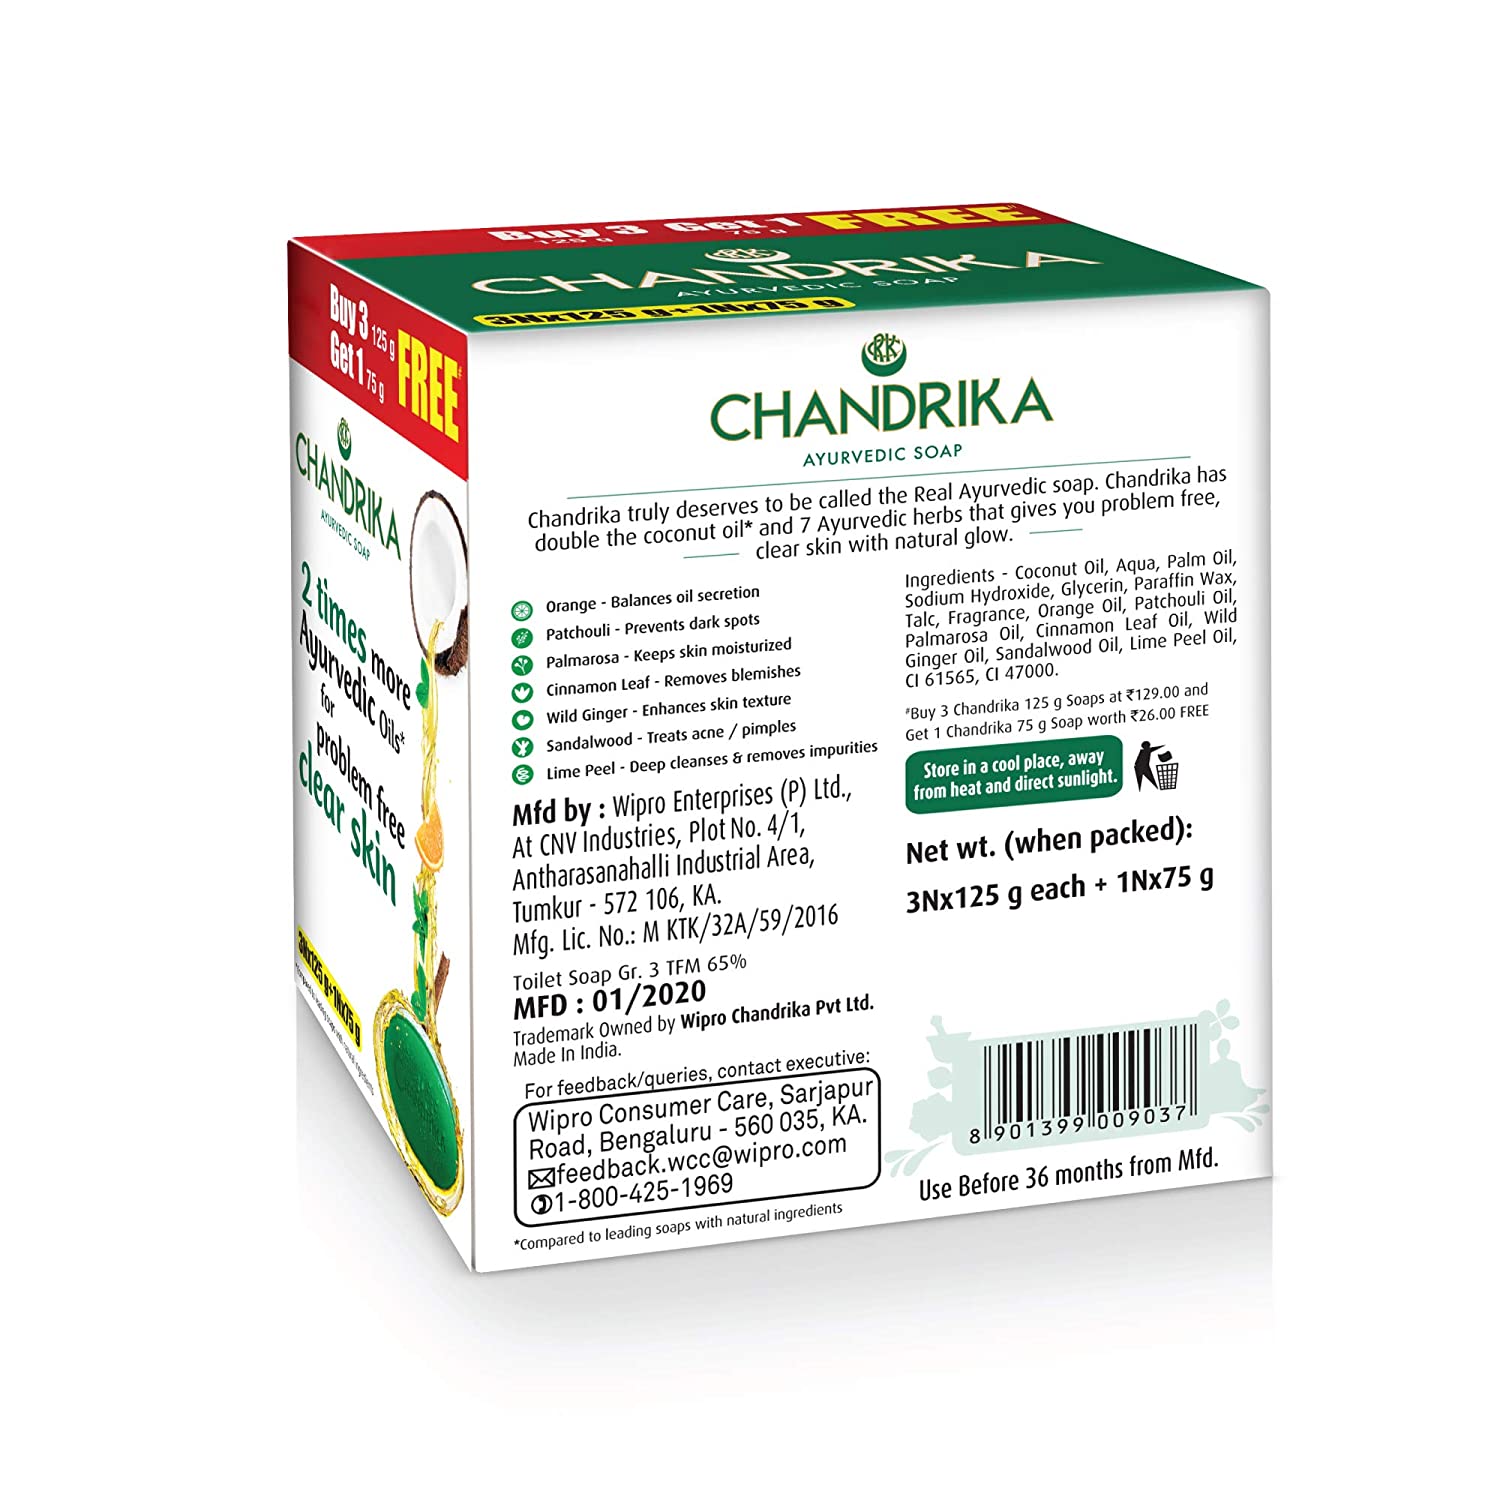 Buy 3 Get 1 FREE#
125 g 75 g
CRK
CHANDRIKA
AYURVEDIC SOAP
3Nx125 g+1Nx75 g
Buy 3 125 g
Get 1 75 g
FREE#
CRK
CHANDRIKA
AYURVEDIC SOAP
2 times more
Ayurvedic Oils*
for
problem free
clear skin
3Nx125 g+1Nx75 g
*Compared to leading soaps with natural ingredients
CRK
CHANDRIKA
AYURVEDIC SOAP
Chandrika truly deserves to be called the Real Ayurvedic soap. Chandrika has
double the coconut oil* and 7 Ayurvedic herbs that gives you problem free,
clear skin with natural glow.
Orange - Balances oil secretion
Patchouli - Prevents dark spots
Palmarosa - Keeps skin moisturized
Cinnamon Leaf - Removes blemishes
Wild Ginger - Enhances skin texture
Sandalwood - Treats acne / pimples
Lime Peel - Deep cleanses & removes impurities
Mfd by : Wipro Enterprises (P) Ltd.,
At CNV Industries, Plot No. 4/1,
Antharasanahalli Industrial Area,
Tumkur - 572 106, KA.
Mfg. Lic. No.: M KTK/32A/59/2016
Toilet Soap Gr. 3 TFM 65%
MFD : 01/2020
Trademark Owned by Wipro Chandrika Pvt Ltd.
Made In India.
For feedback/queries, contact executive:
Wipro Consumer Care, Sarjapur
Road, Bengaluru - 560 035, KA.
feedback.wcc@wipro.com
1-800-425-1969
*Compared to leading soaps with natural ingredients
Ingredients - Coconut Oil, Aqua, Palm Oil,
Sodium Hydroxide, Glycerin, Paraffin Wax,
Talc, Fragrance, Orange Oil, Patchouli Oil,
Palmarosa Oil, Cinnamon Leaf Oil, Wild
Ginger Oil, Sandalwood Oil, Lime Peel Oil,
CI 61565, CI 47000.
#Buy 3 Chandrika 125 g Soaps at ₹129.00 and
Get 1 Chandrika 75 g Soap worth ₹26.00 FREE
Store in a cool place, away
from heat and direct sunlight.
Net wt. (when packed):
3Nx125 g each + 1Nx75 g
8 901399 009037
Use Before 36 months from Mfd.